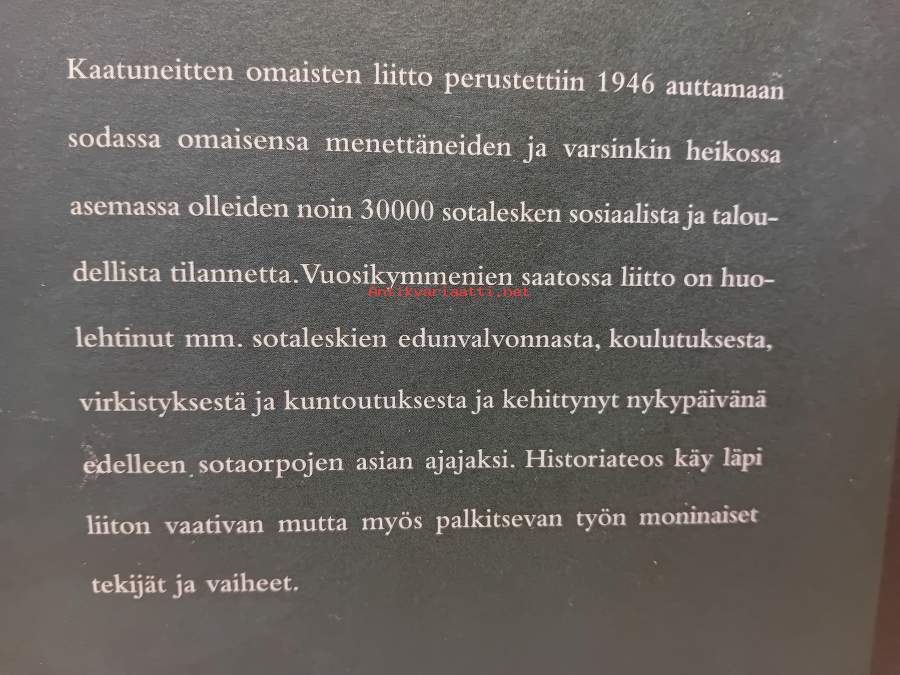 Kaatuneitten omaisten liitto perustettiin 1946 auttamaan
sodassa omaisensa menettäneiden ja varsinkin heikossa
asemassa olleiden noin 30000 sotalesken sosiaalista ja talou-
dellista tilannetta. Vuosikymmenien saatossa liitto on huo-
Antikvariaatti.net
lehtinut mm. sotaleskien edunvalvonnasta, koulutuksesta,
virkistyksestä ja kuntoutuksesta ja kehittynyt nykypäivänä
edelleen sotaorpojen asian ajajaksi. Historiateos käy läpi
liiton vaativan mutta myös palkitsevan työn moninaiset
tekijät ja vaiheet.